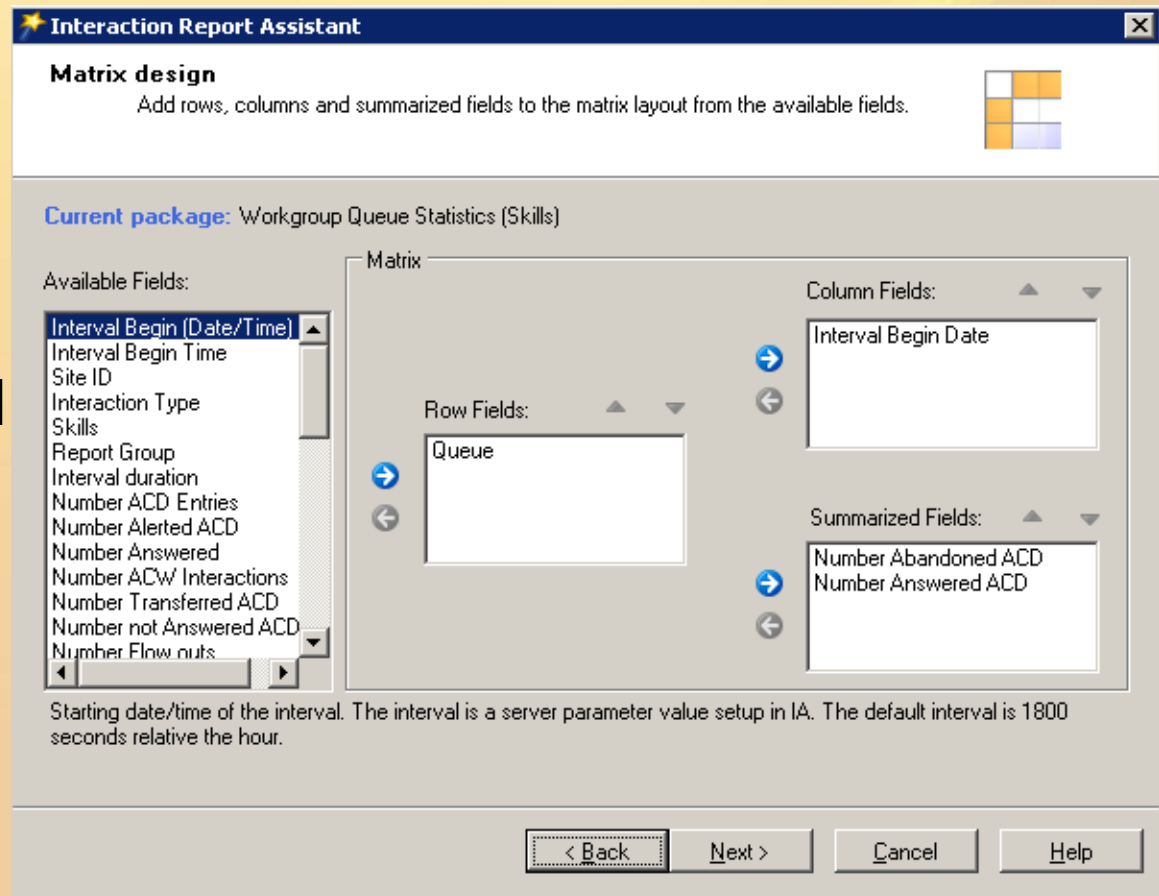 Interaction Report Assistant
Matrix design
Add rows, columns and summarized fields to the matrix layout from the available fields.
Current package: Workgroup Queue Statistics (Skills)
Available Fields:
Interval Begin (Date/Time)
Interval Begin Time
Site ID
Interaction Type
Skills
Report Group
Interval duration
Number ACD Entries
Number Alerted ACD
Number Answered
Number ACW Interactions
Number Transferred ACD
Number not Answered ACD
Number Flow outs
Matrix
Row Fields:
Queue
Column Fields:
Interval Begin Date
Summarized Fields:
Number Abandoned ACD
Number Answered ACD
Starting date/time of the interval. The interval is a server parameter value setup in IA. The default interval is 1800
seconds relative the hour.
< Back
Next >
Cancel
Help